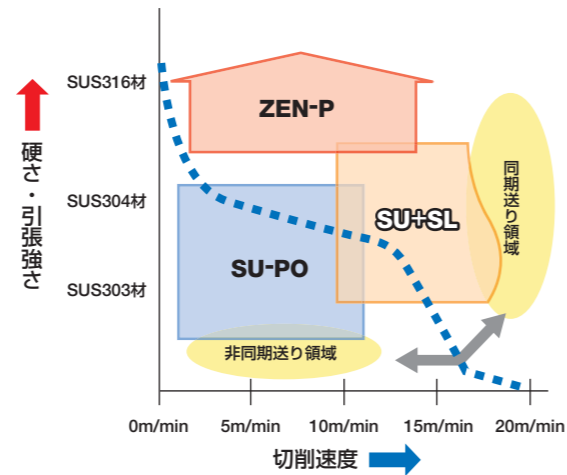 SUS316材
ZEN-P
硬さ・引張強さ
同期送り領域
SUS304材
SU+SL
SU-PO
SUS303材
非同期送り領域
0m/min
5m/min
10m/min
15m/min
20m/min
切削速度